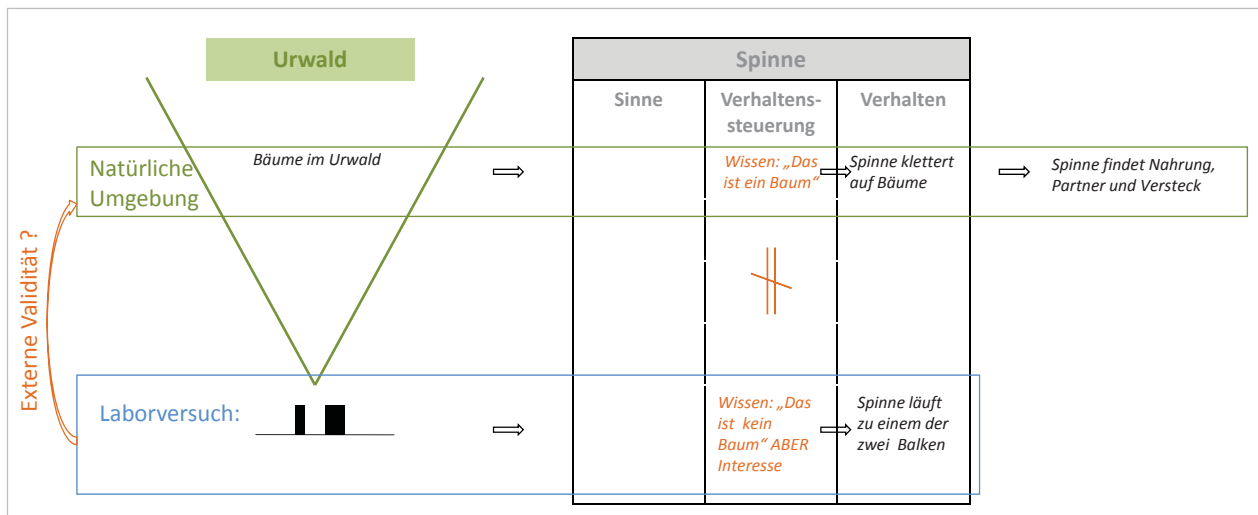 Urwald
Spinne
Sinne
Verhaltens-
steuerung
Verhalten
Natürliche
Umgebung
Bäume im Urwald
Wissen: „Das
ist ein Baum“
Spinne klettert
auf Bäume
Spinne findet Nahrung,
Partner und Versteck
Externe Validität ?
Laborversuch:
Wissen: „Das
ist kein
Baum“ ABER
Interesse
Spinne läuft
zu einem der
zwei Balken